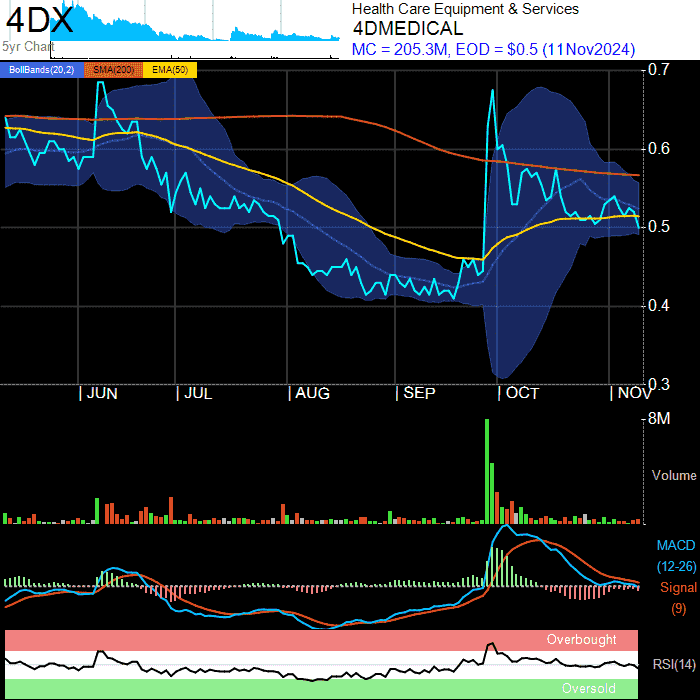 4DX
5yr Chart
Health Care Equipment & Services
4DMEDICAL
MC = 205.3M, EOD = $0.5 (11Nov2024)
BollBands(20,2) SMA(200) EMA(50)
0.7
0.6
0.5
0.4
0.3
| JUN | JUL | AUG | SEP | OCT | NOV
8M
Volume
MACD
(12-26)
Signal
(9)
Overbought
RSI(14)
Oversold